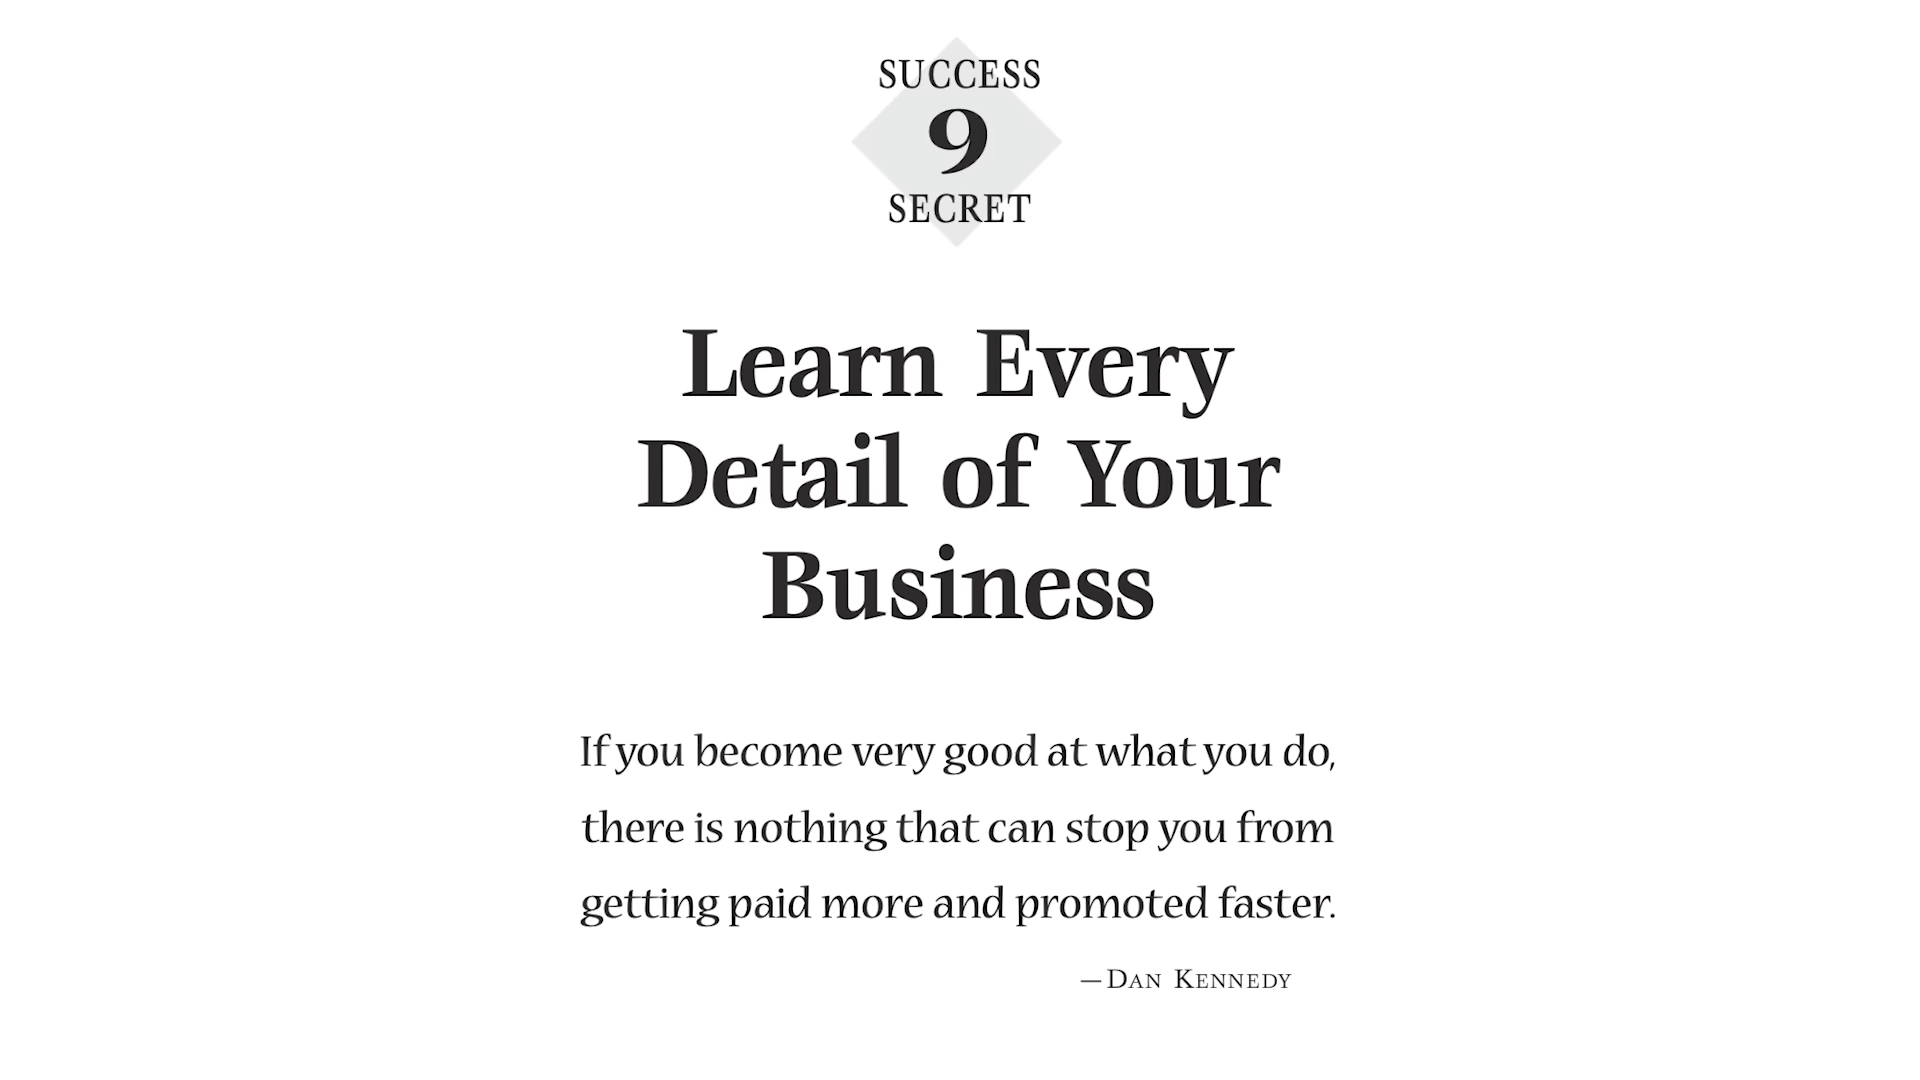 SUCCESS
9
SECRET
Learn Every
Detail of Your
Business
If you become very good at what you do,
there is nothing that can stop you from
getting paid more and promoted faster.
—Dan Kennedy